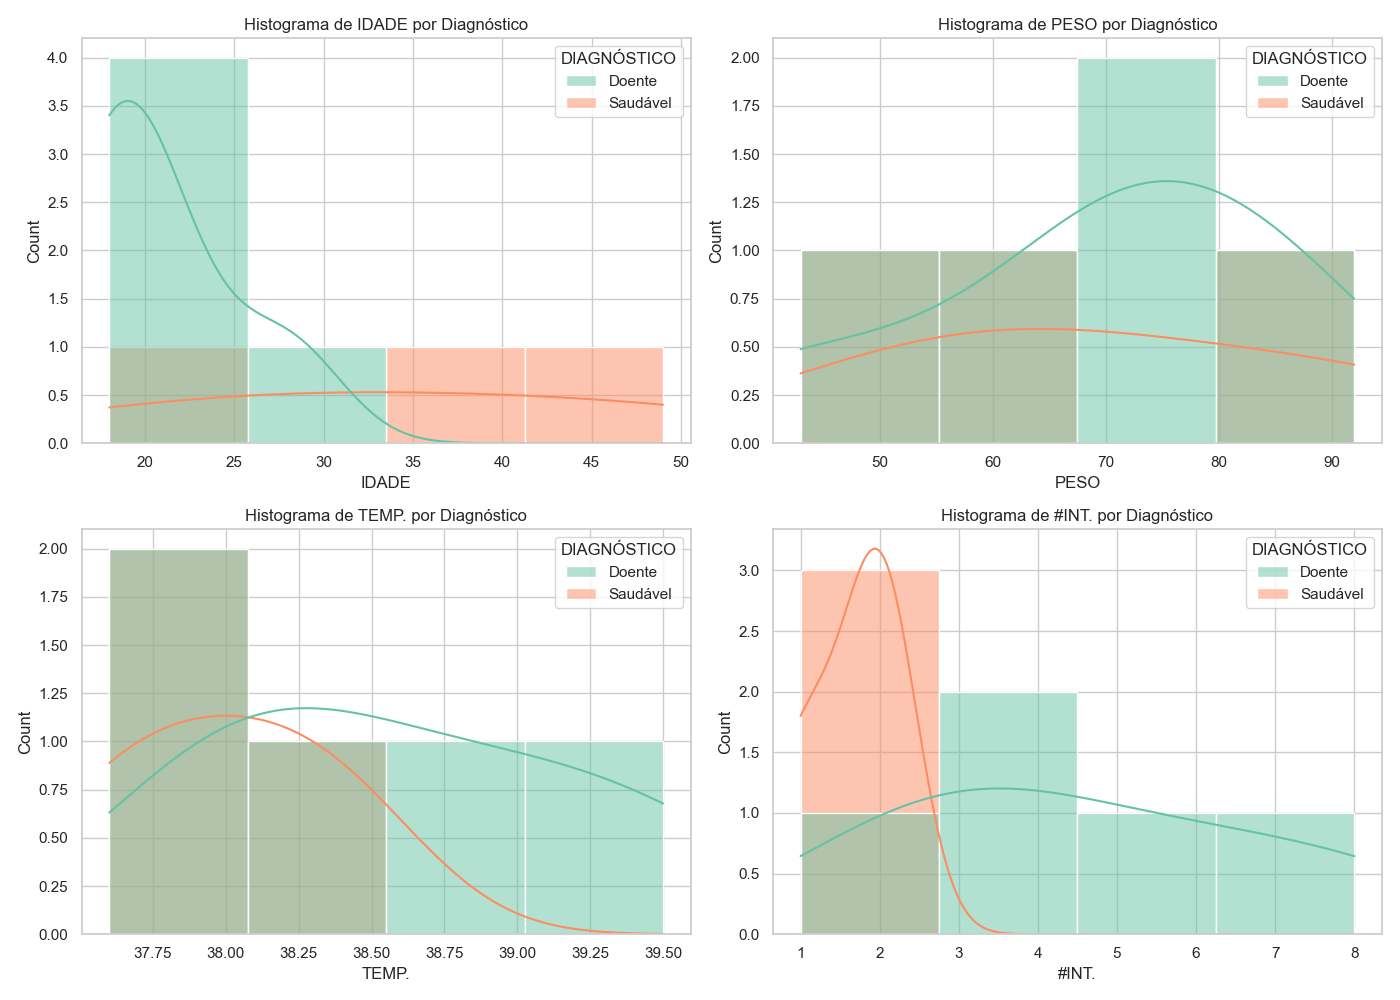 Histograma de IDADE por Diagnóstico
4.0
3.5
3.0
2.5
2.0
1.5
1.0
0.5
0.0
Count
20 25 30 35 40 45 50
IDADE
DIAGNÓSTICO
Doente
Saudável
Histograma de PESO por Diagnóstico
2.00
1.75
1.50
1.25
1.00
0.75
0.50
0.25
0.00
Count
50 60 70 80 90
PESO
DIAGNÓSTICO
Doente
Saudável
Histograma de TEMP. por Diagnóstico
2.00
1.75
1.50
1.25
1.00
0.75
0.50
0.25
0.00
Count
37.75 38.00 38.25 38.50 38.75 39.00 39.25 39.50
TEMP.
DIAGNÓSTICO
Doente
Saudável
Histograma de #INT. por Diagnóstico
3.0
2.5
2.0
1.5
1.0
0.5
0.0
Count
1 2 3 4 5 6 7 8
#INT.
DIAGNÓSTICO
Doente
Saudável